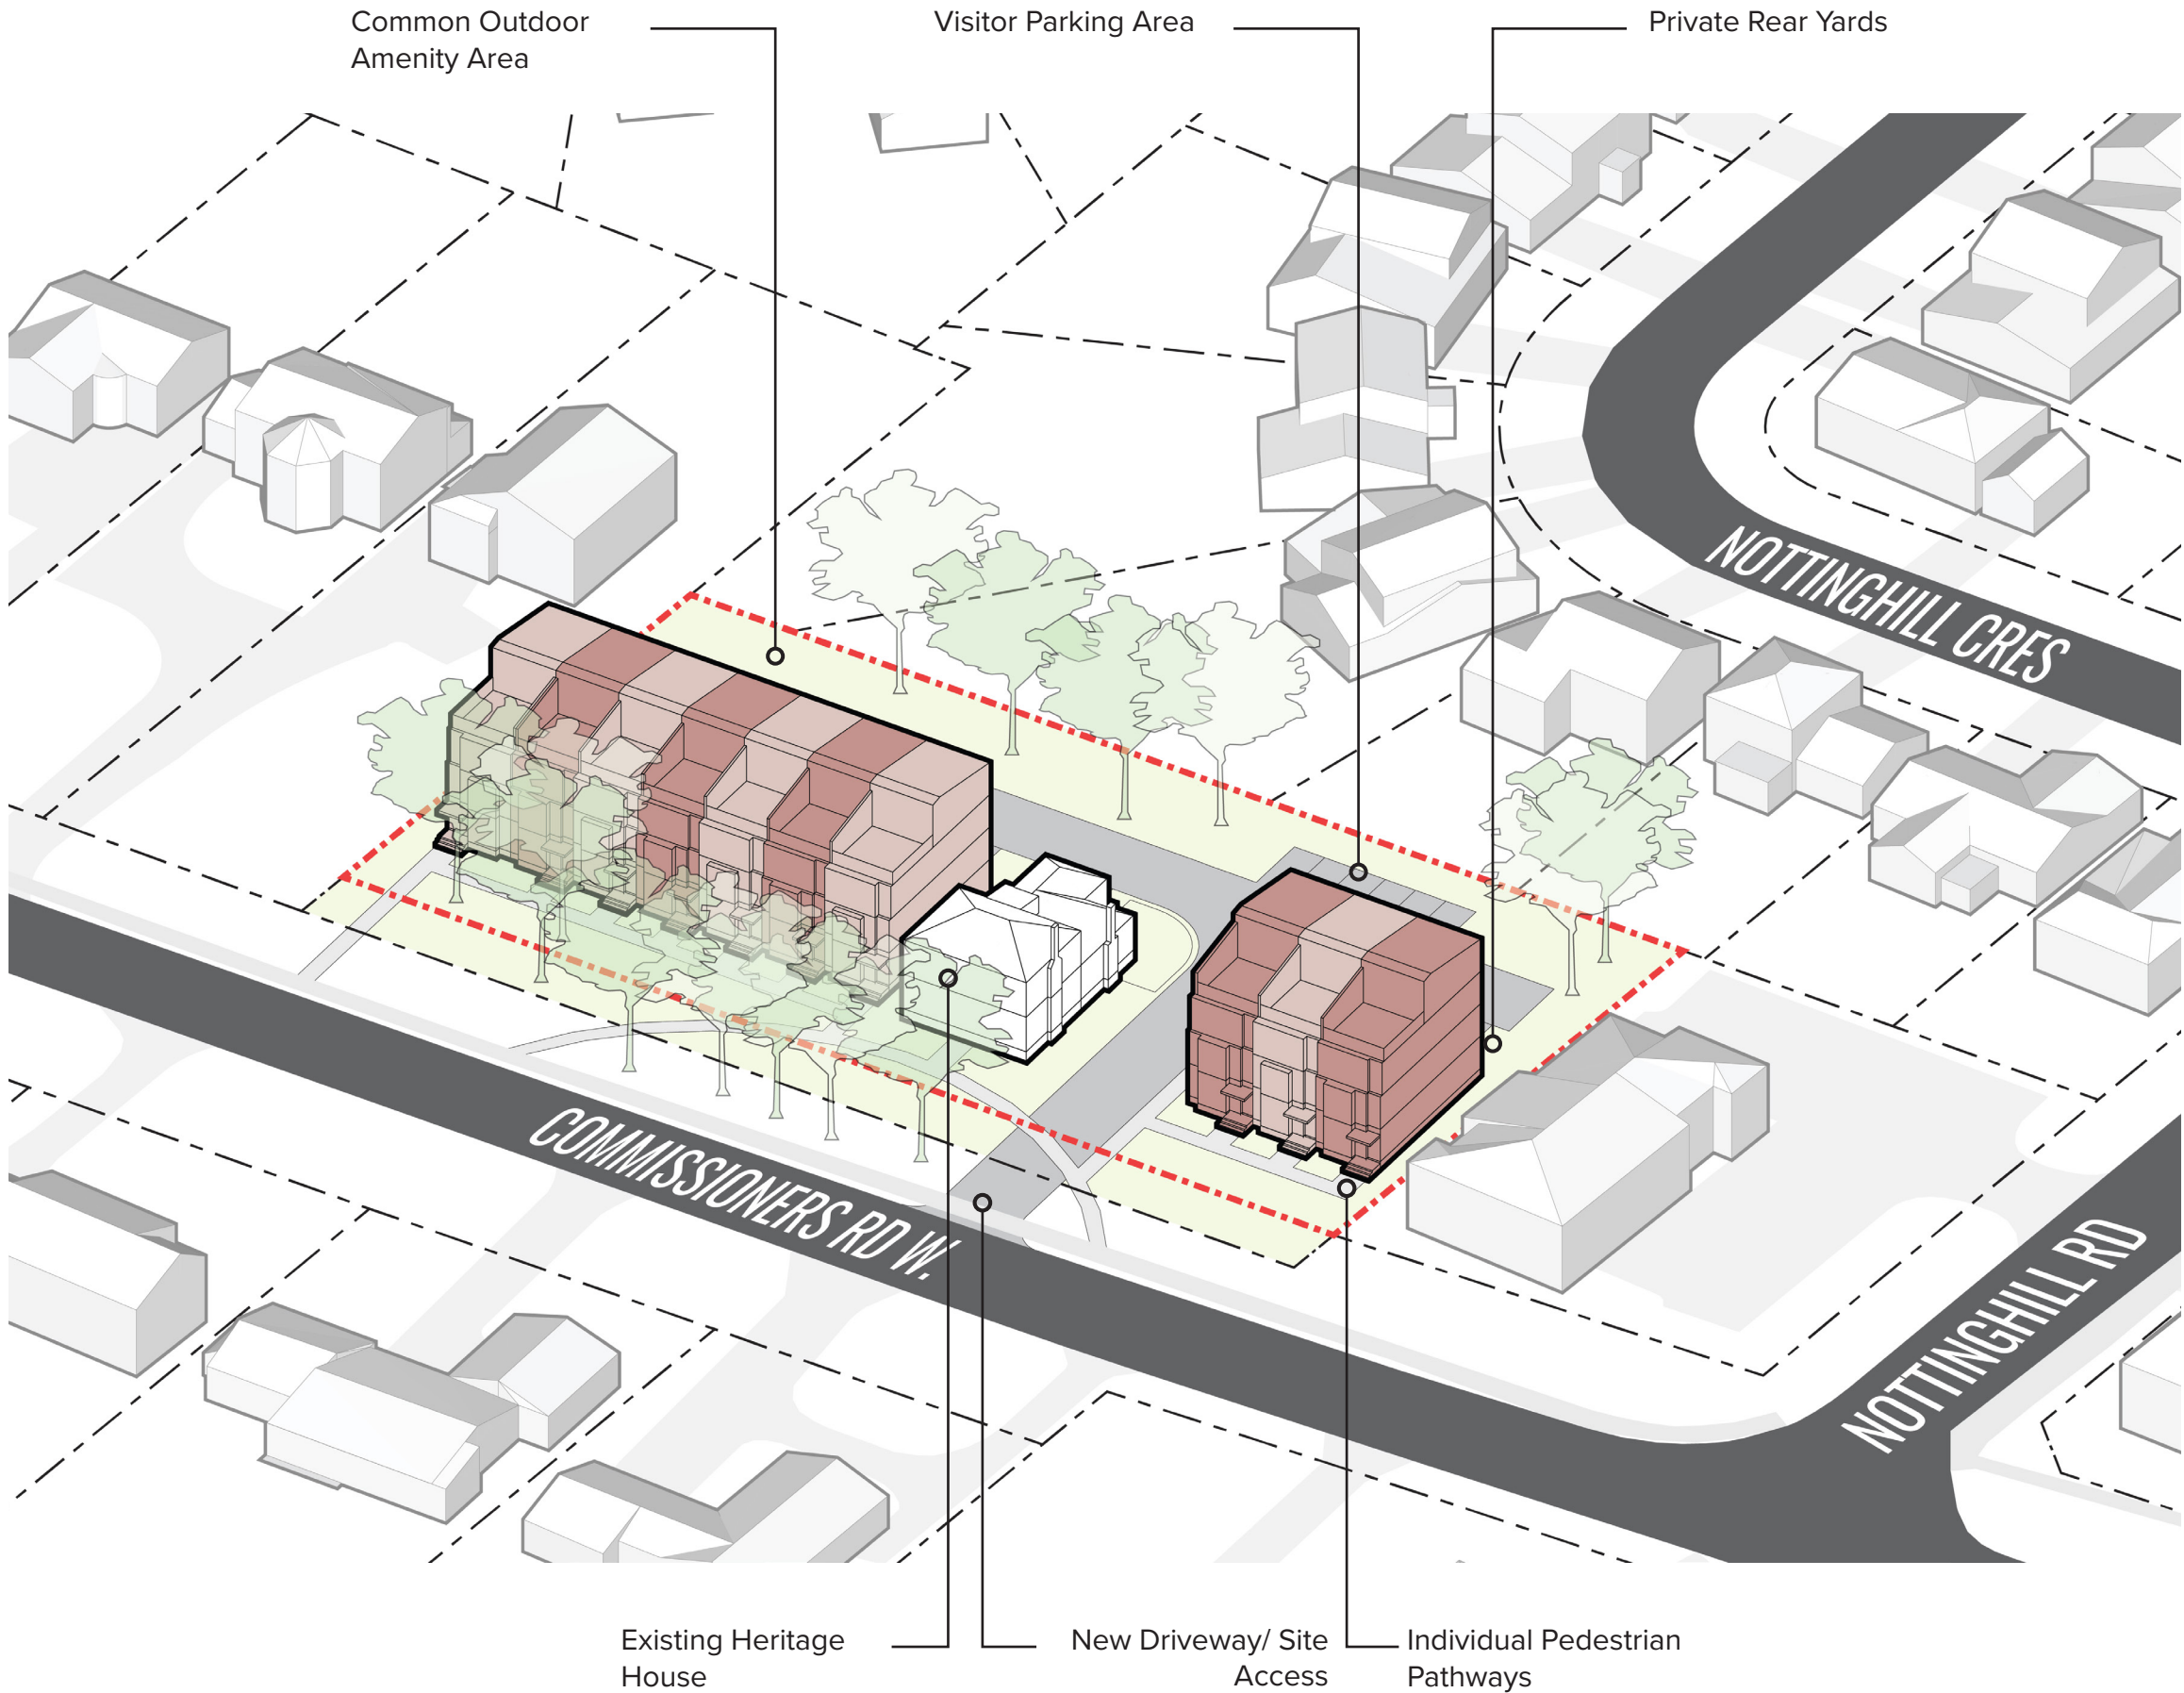 Common Outdoor
Amenity Area
Visitor Parking Area
Private Rear Yards
NOTTINGHILL CRES
COMMISSIONERS RD W.
NOTTINGHILL RD
Existing Heritage
House
New Driveway/ Site
Access
Individual Pedestrian
Pathways